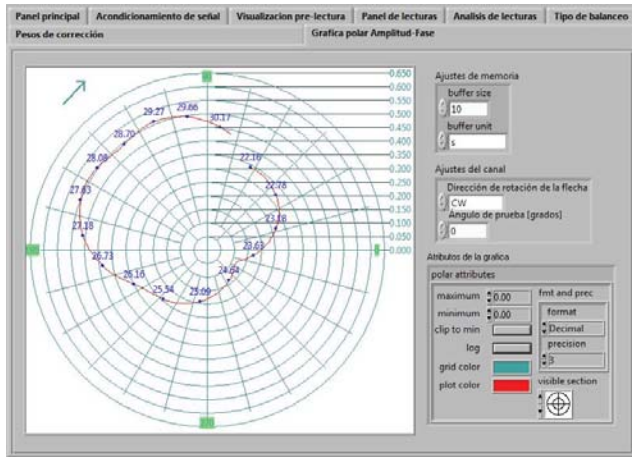 Panel principal
Acondicionamiento de señal
Visualizacion pre-lectura
Panel de lecturas
Analisis de lecturas
Tipo de balanceo
Pesos de corrección
Grafica polar Amplitud-Fase
0.650
0.600
0.550
0.500
0.450
0.400
0.350
0.300
0.250
0.200
0.150
0.100
0.050
0.000
29.66
29.27
30.17
28.70
28.08
27.63
27.18
26.73
26.16
25.54
25.09
24.64
23.63
23.18
22.78
22.16
Ajustes de memoria
buffer size
10
buffer unit
s
Ajustes del canal
Dirección de rotación de la flecha
CW
Angulo de prueba [grados]
0
Atributos de la grafica
polar attributes
maximum
0.00
minimum
0.00
clip to min
log
grid color
plot color
fmt and prec
format
Decimal
precision
3
visible section